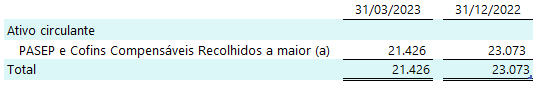 31/03/2023 31/12/2022
Ativo circulante
PASEP e Cofins Compensáveis Recolhidos a maior (a) 21.426 23.073
Total 21.426 23.073